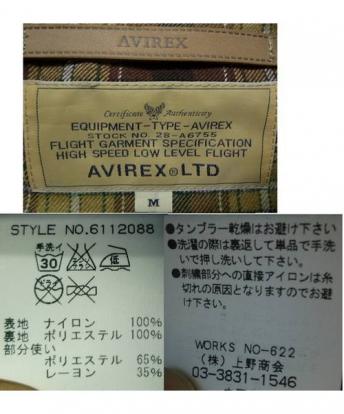 AVIREX
Certificate Authenticity
EQUIPMENT-TYPE-AVIREX
STOCK NO. 28-A6755
FLIGHT GARMENT SPECIFICATION
HIGH SPEED LOW LEVEL FLIGHT
AVIREX LTD
M
STYLE NO.6112088
手洗イ
30
低
表地 ナイロン 100%
裏地 ポリエステル 100%
部分使い
ポリエステル 65%
レーヨン 35%
●タンブラー乾燥はお避け下さい
●洗濯の際は裏返して単品で手洗
いで押し洗いして下さい。
●刺繍部分への直接アイロンは糸
切れの原因となりますのでお避
け下さい。
WORKS NO-622
(株)上野商会
03-3831-1546